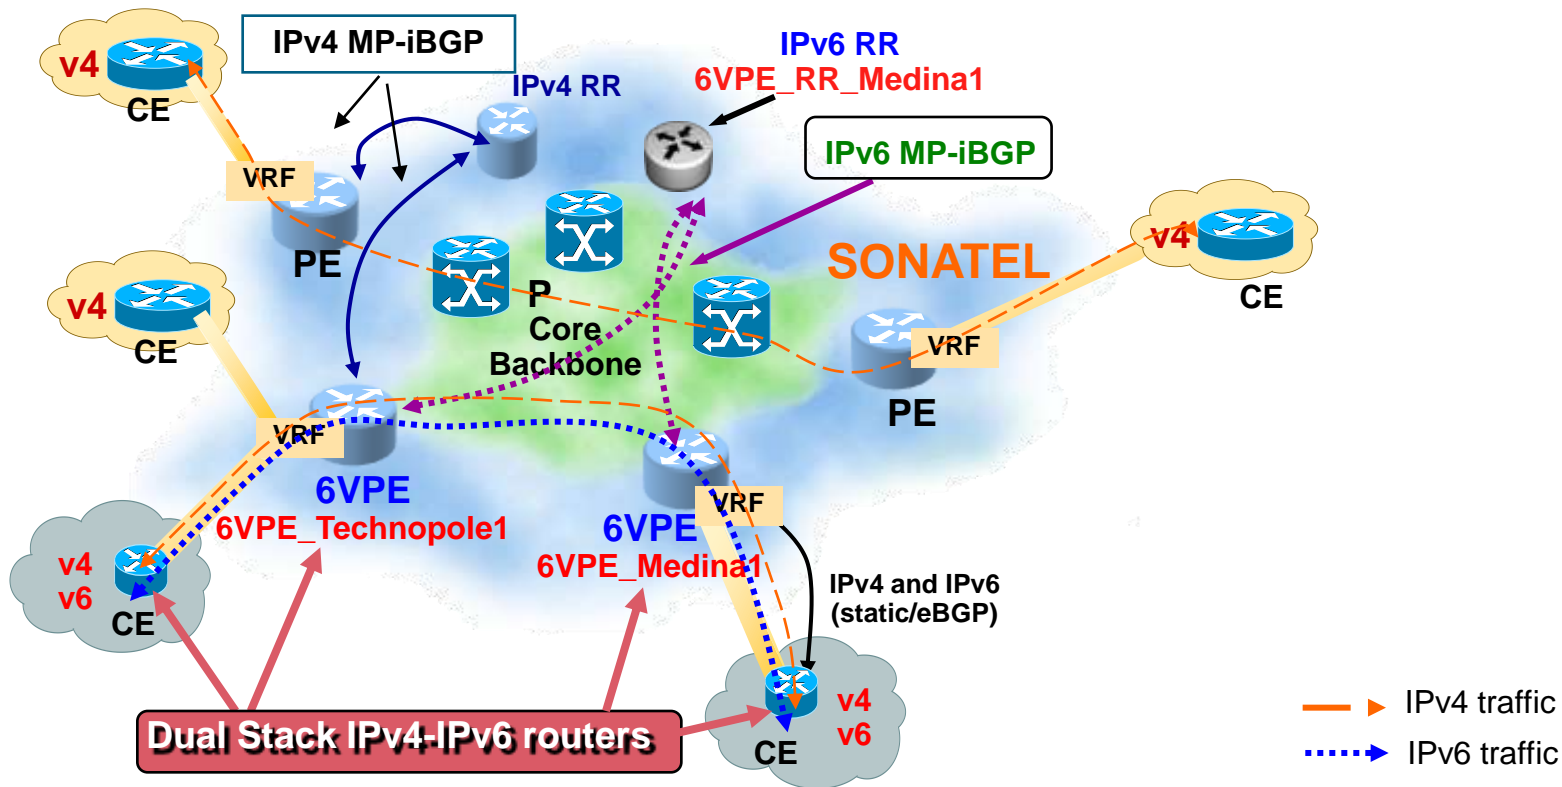 IPv4 MP-iBGP
IPv6 RR
6VPE_RR_Medina1
v4
CE
IPv4 RR
IPv6 MP-iBGP
VRF
PE
SONATEL
v4
CE
v4
CE
P
Core
Backbone
VRF
PE
VRF
6VPE
6VPE_Technopole1
VRF
6VPE
6VPE_Medina1
v4
v6
CE
IPv4 and IPv6
(static/eBGP)
Dual Stack IPv4-IPv6 routers
v4
v6
CE
IPv4 traffic
IPv6 traffic